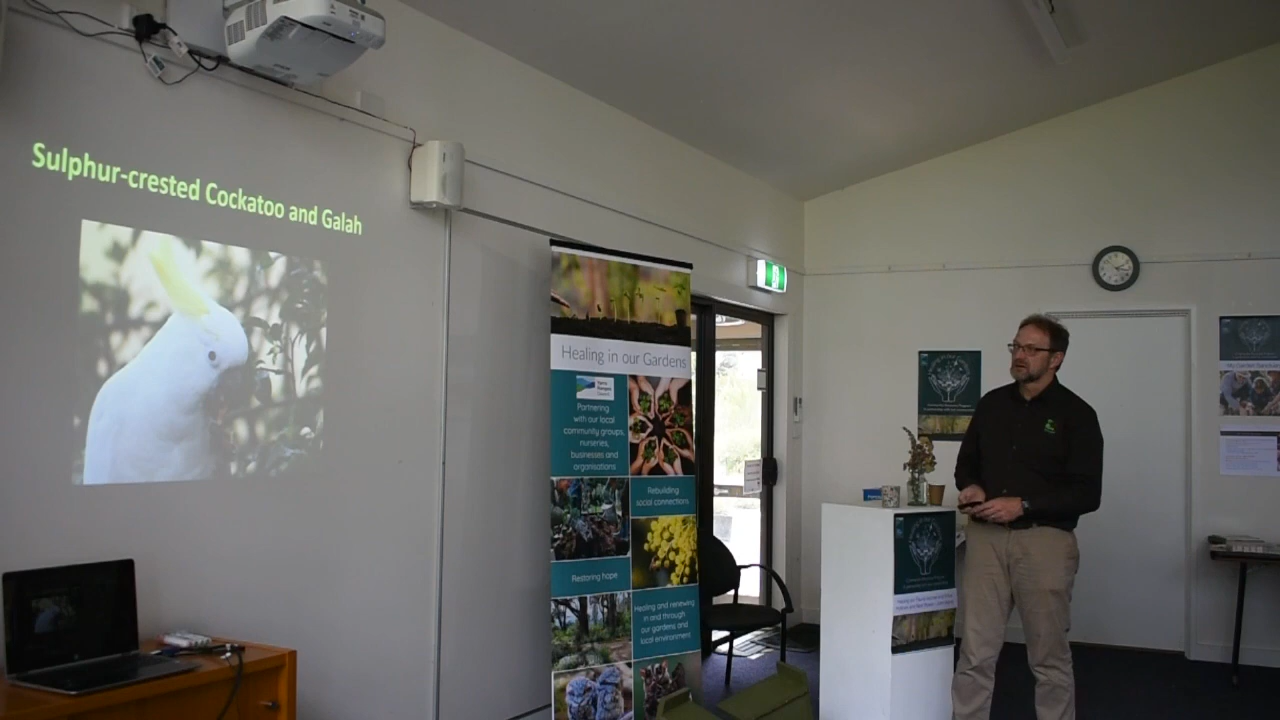 Sulphur-crested Cockatoo and Galah
Healing in our Gardens
Partnering
with our local
community groups,
nurseries,
businesses and
organisations
Rebuilding
social connections
Restoring hope
Healing and renewing
in and through
our gardens and
local environment